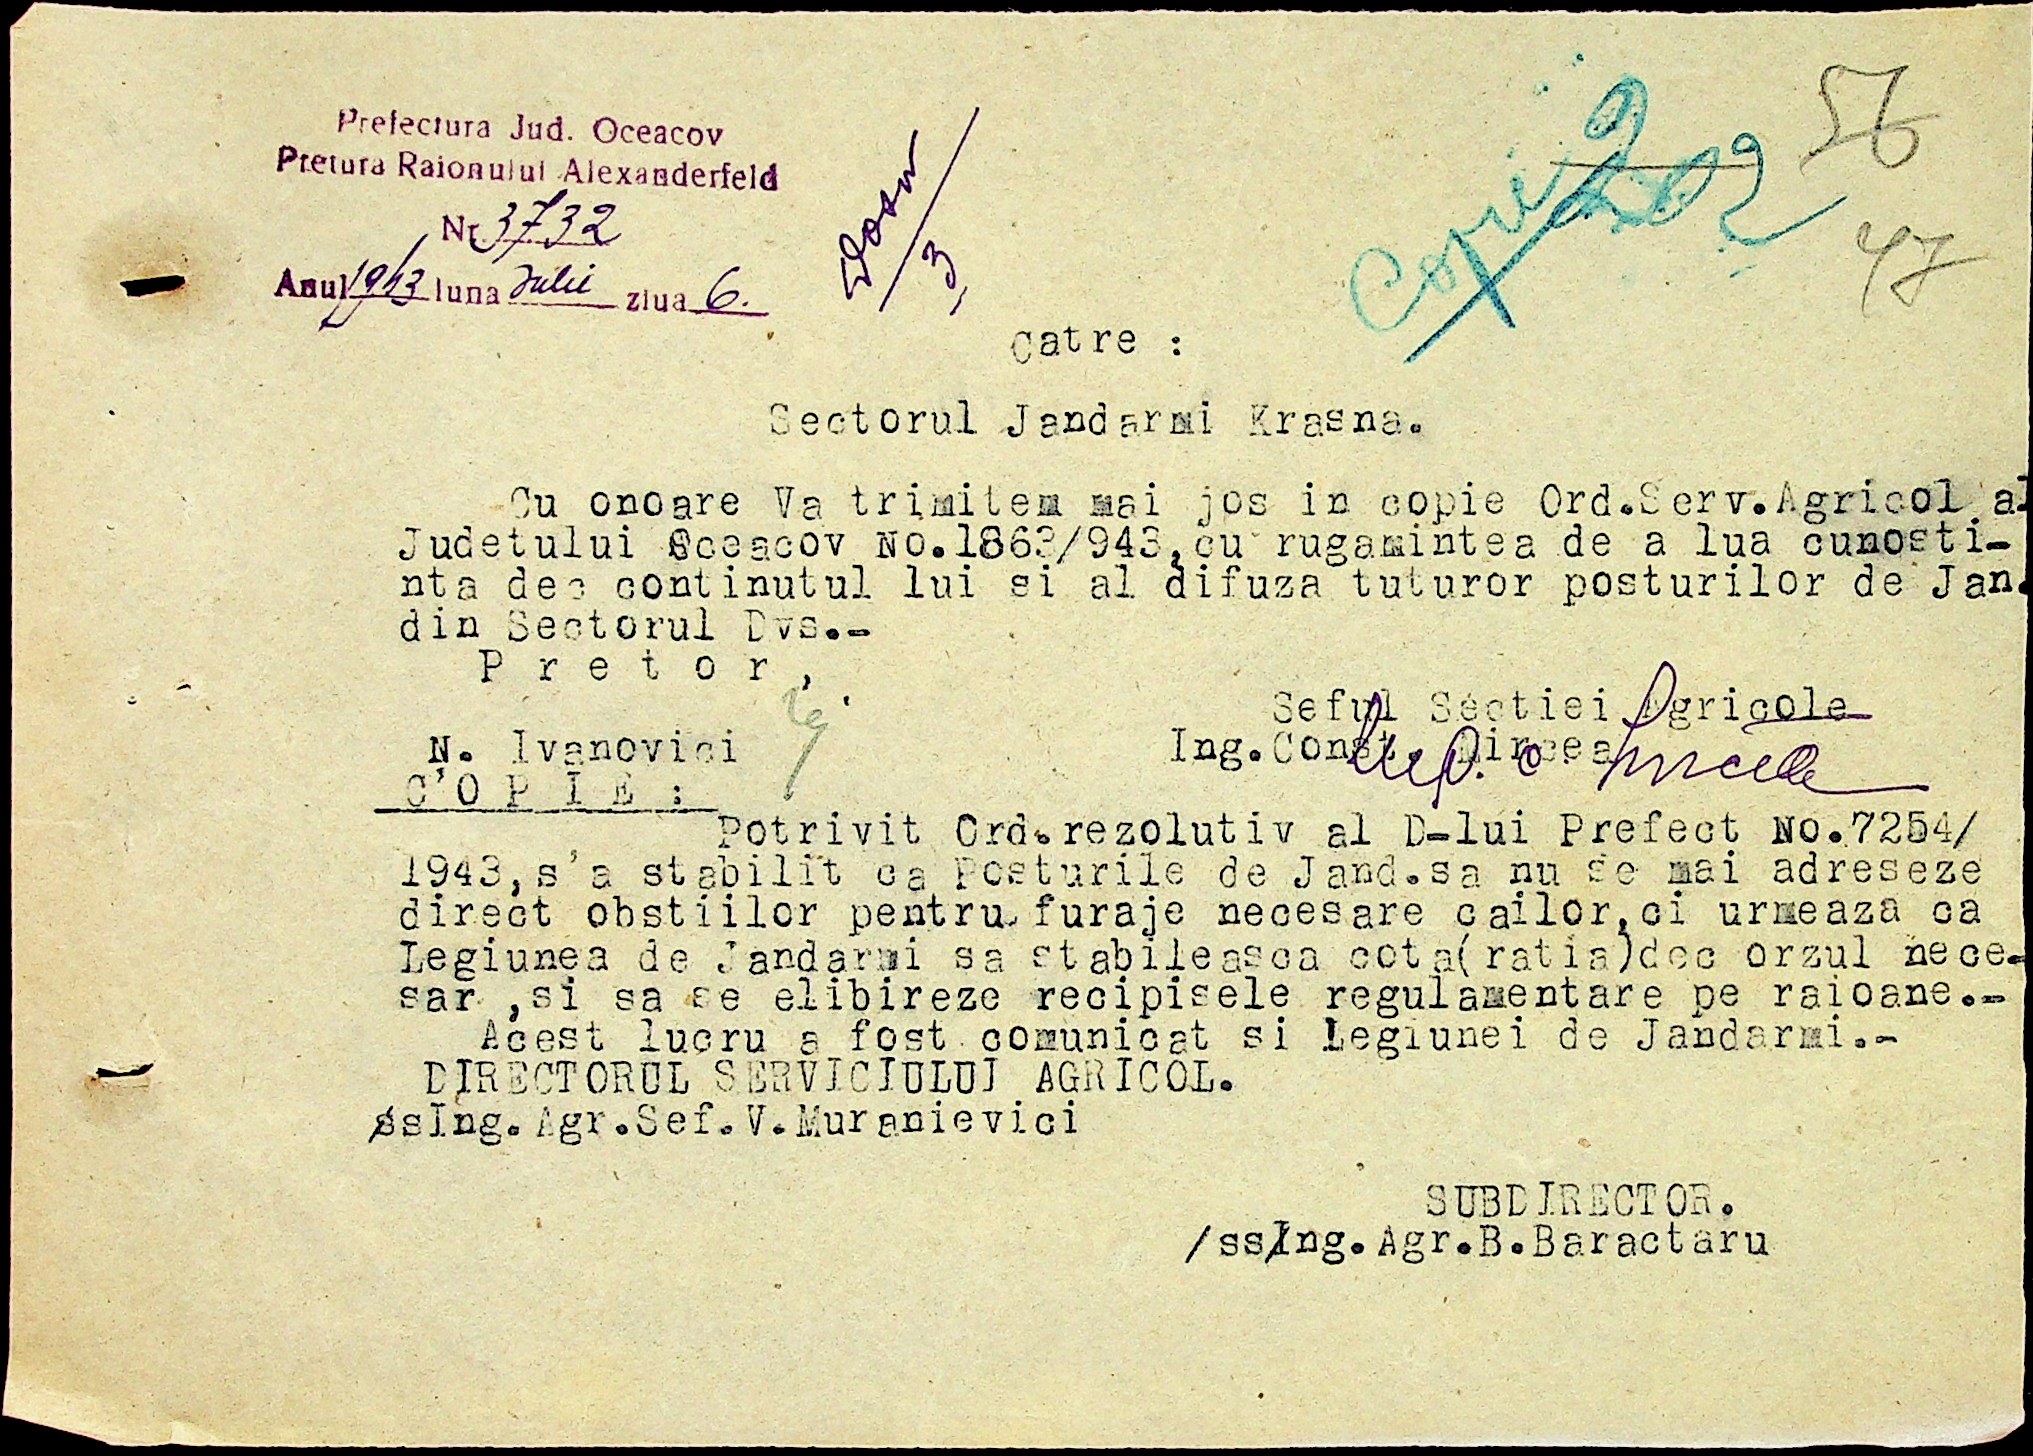 Prefectura Jud. Oceacov
Pretura Raionului Alexanderfeld
Nr. 3732
Anul 1943 luna Iulie ziua 6.
Dosar
3,
Copie
202
56
47
Catre :
Sectorul Jandarmi Krasna.
Cu onoare Va trimitem mai jos in copie Ord.Serv.Agricol al
Judetului Oceacov No.1863/943,cu rugamintea de a lua cunosti-
nta dec continutul lui si al difuza tuturor posturilor de Jan.
din Sectorul Dvs.-
P r e t o r ,
Seful Sectiei Agricole
N. Ivanovici
Ing.Const. Mircea
C'O P I E :
Potrivit Ord.rezolutiv al D-lui Prefect No.7254/
1943,s'a stabilit ca Posturile de Jand.sa nu se mai adreseze
direct obstiilor pentru furaje necesare cailor,ci urmeaza ca
Legiunea de Jandarmi sa stabileasca cota(ratia)dec orzul nece-
sar ,si sa se elibireze recipisele regulamentare pe raioane.-
Acest lucru a fost comunicat si Legiunei de Jandarmi.-
DIRECTORUL SERVICIULUI AGRICOL.
/ssIng.Agr.Sef.V.Muranievici
SUBDIRECTOR.
/ss/Ing.Agr.B.Baractaru